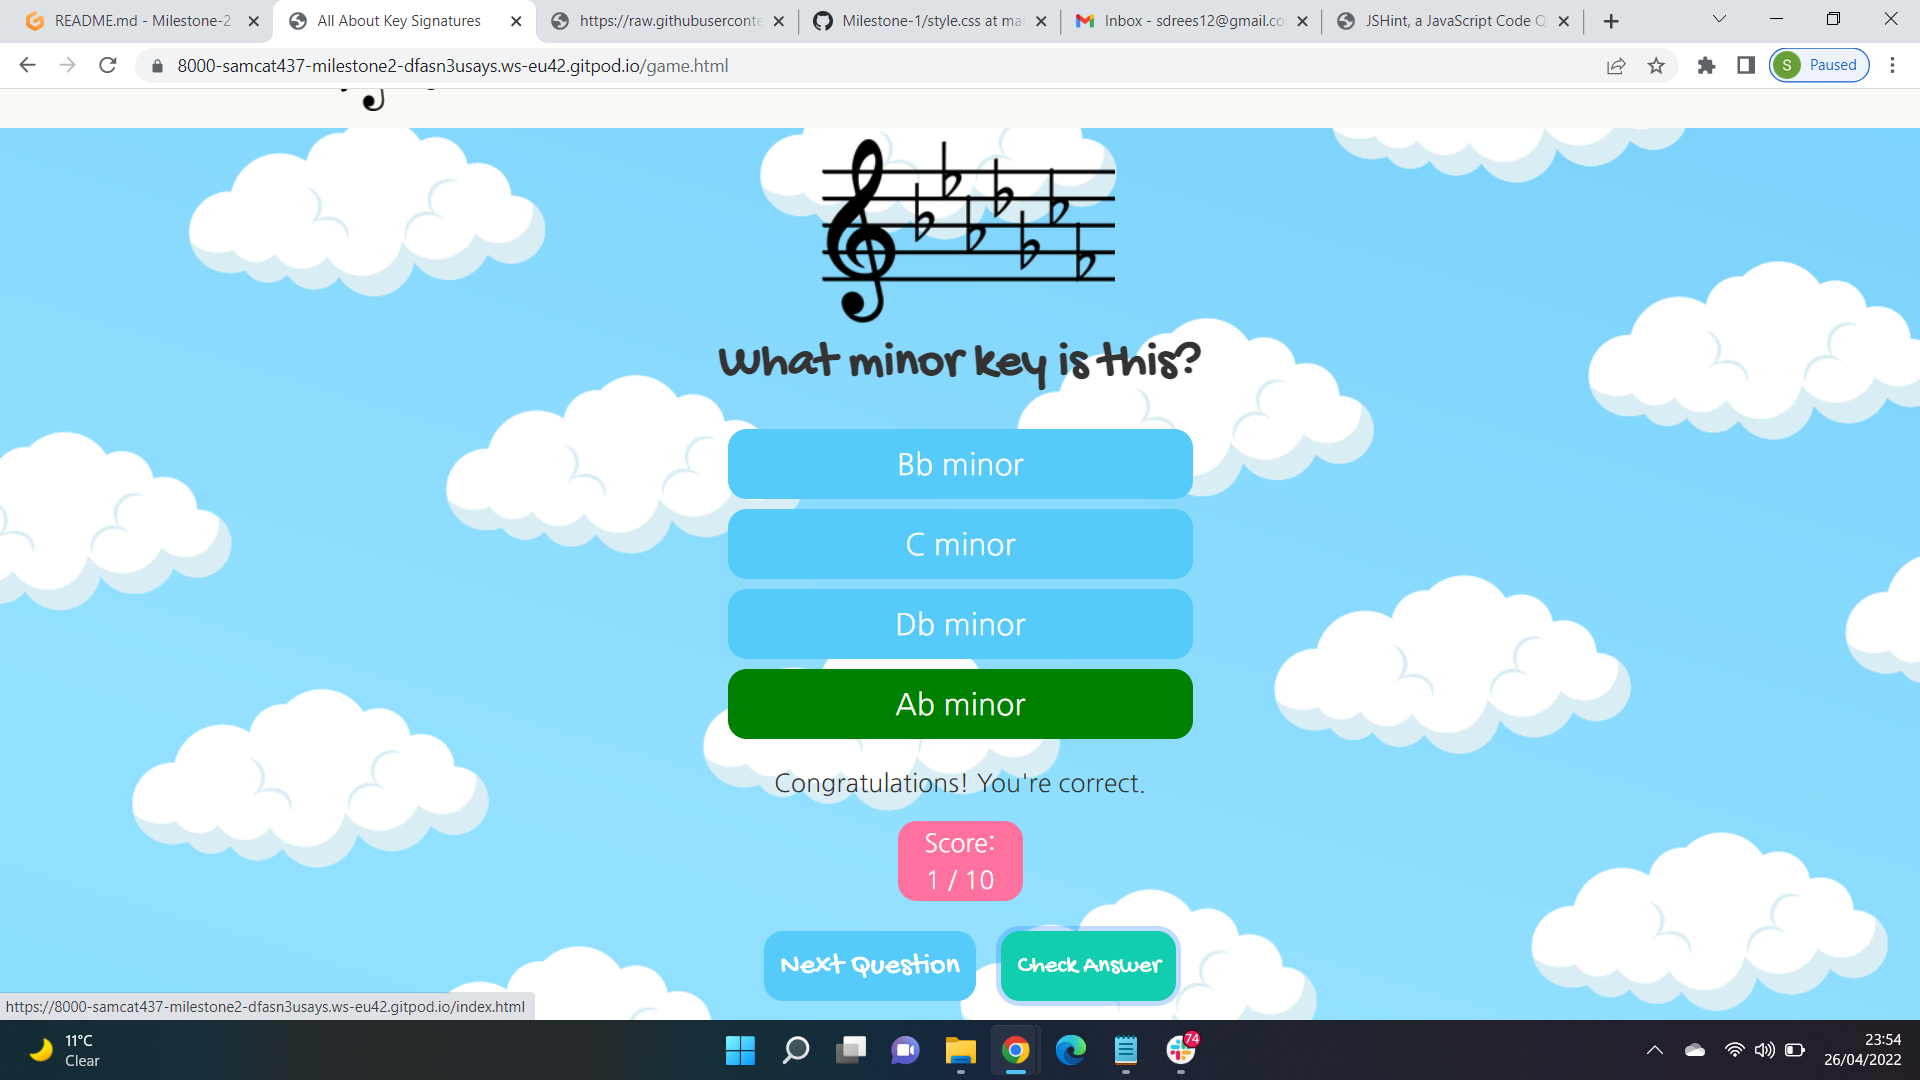 README.md - Milestone-2
All About Key Signatures
https://raw.githubuserconte
Milestone-1/style.css at ma
Inbox - sdrees12@gmail.co
JSHint, a JavaScript Code Q
8000-samcat437-milestone2-dfasn3usays.ws-eu42.gitpod.io/game.html
S Paused
What minor key is this?
Bb minor
C minor
Db minor
Ab minor
Congratulations! You're correct.
Score:
1 / 10
Next Question
Check Answer
https://8000-samcat437-milestone2-dfasn3usays.ws-eu42.gitpod.io/index.html
11°C
Clear
74
23:54
26/04/2022